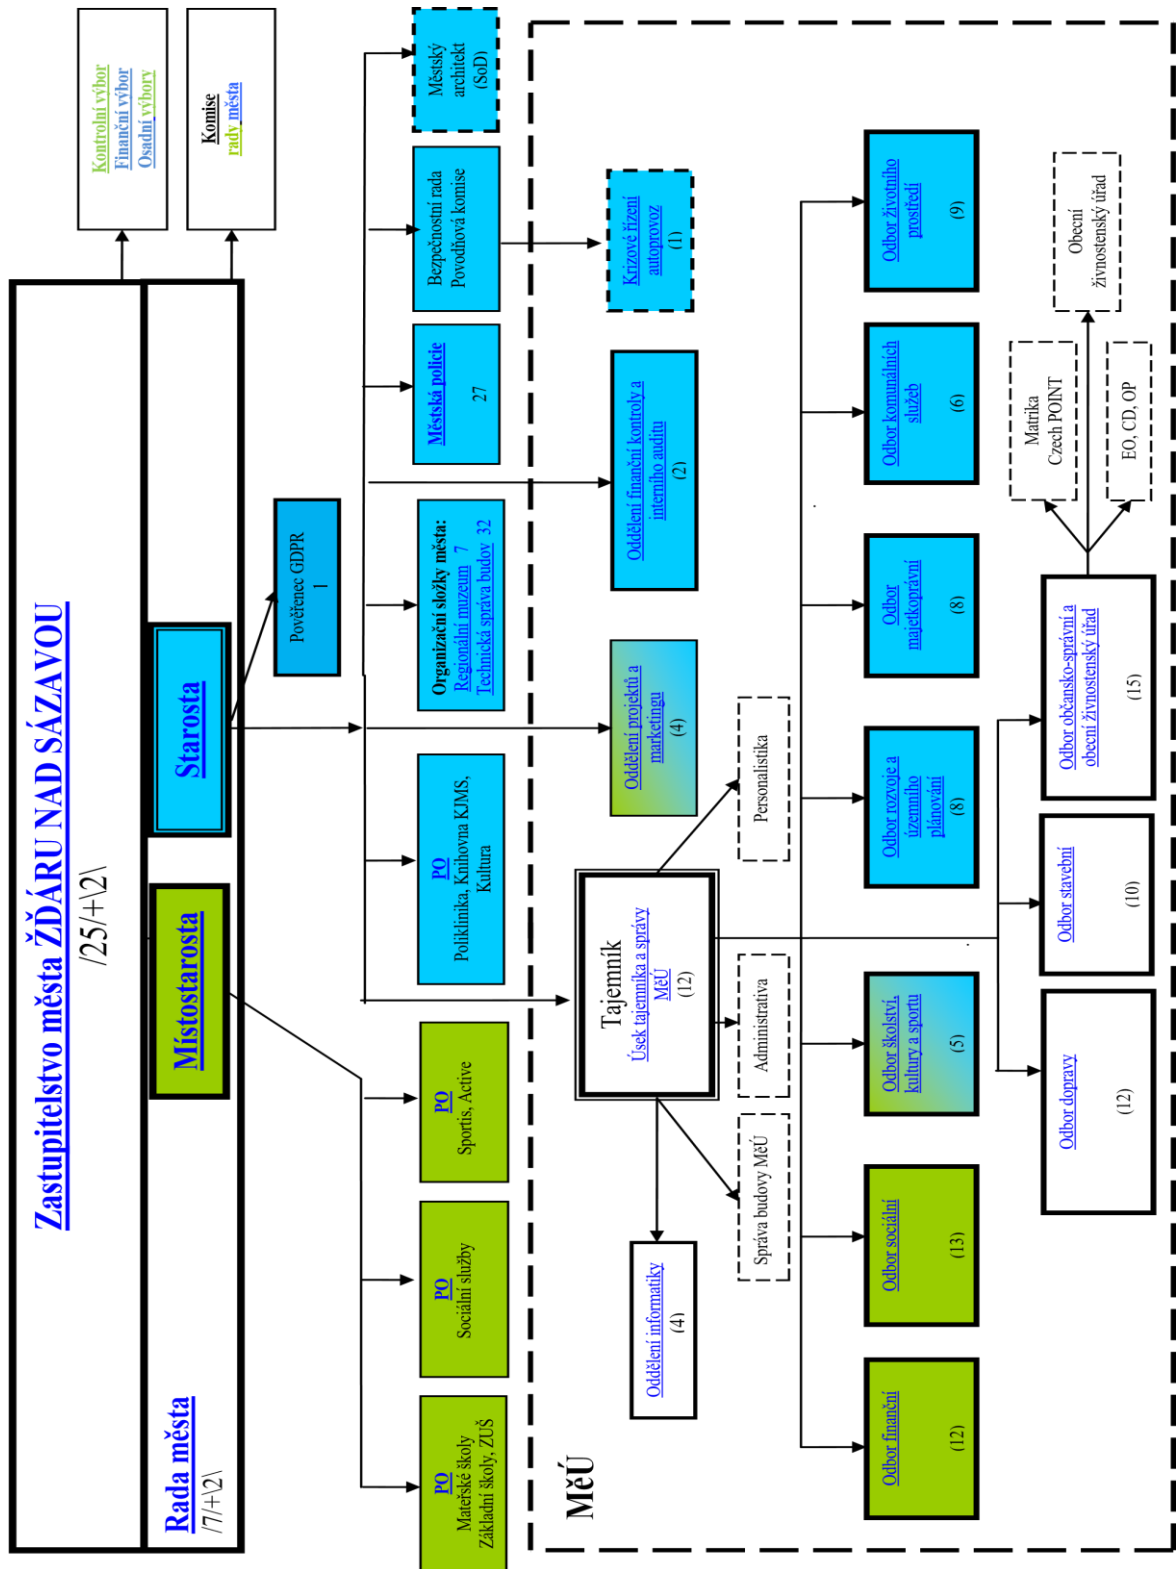 Zastupitelstvo města ŽĎÁRU NAD SÁZAVOU
/25/+\2\
Kontrolní výbor
Finanční výbor
Osadní výbory
Rada města
/7/+\2\
Místostarosta
Starosta
Komise
rady města
Pověřenec GDPR
1
PO
Mateřské školy
Základní školy, ZUŠ
PO
Sociální služby
PO
Sportis, Active
PO
Poliklinika, Knihovna KJMS,
Kultura
Organizační složky města:
Regionální muzeum 7
Technická správa budov 32
Městská policie
27
Bezpečnostní rada
Povodňová komise
Městský
architekt
(SoD)
MěÚ
Oddělení informatiky
(4)
Tajemník
Úsek tajemníka a správy
MěÚ
(12)
Oddělení projektů a
marketingu
(4)
Oddělení finanční kontroly a
interního auditu
(2)
Krizové řízení
autoprovoz
(1)
Správa budovy MěÚ
Administrativa
Personalistika
Odbor finanční
(12)
Odbor sociální
(13)
Odbor školství,
kultury a sportu
(5)
Odbor rozvoje a
územního
plánování
(8)
Odbor
majetkoprávní
(8)
Odbor komunálních
služeb
(6)
Odbor životního
prostředí
(9)
Odbor dopravy
(12)
Odbor stavební
(10)
Odbor občansko-správní a
obecní živnostenský úřad
(15)
Matrika
Czech POINT
EO, CD, OP
Obecní
živnostenský úřad